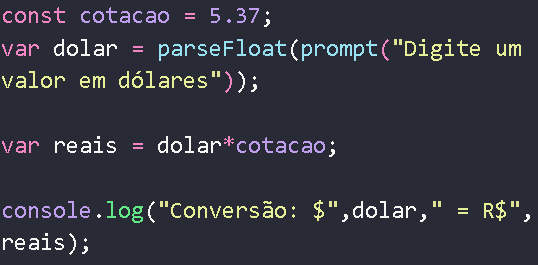 const cotacao = 5.37;
var dolar = parseFloat(prompt("Digite um
valor em dólares"));
var reais = dolar*cotacao;
console.log("Conversão: $",dolar," = R$",
reais);